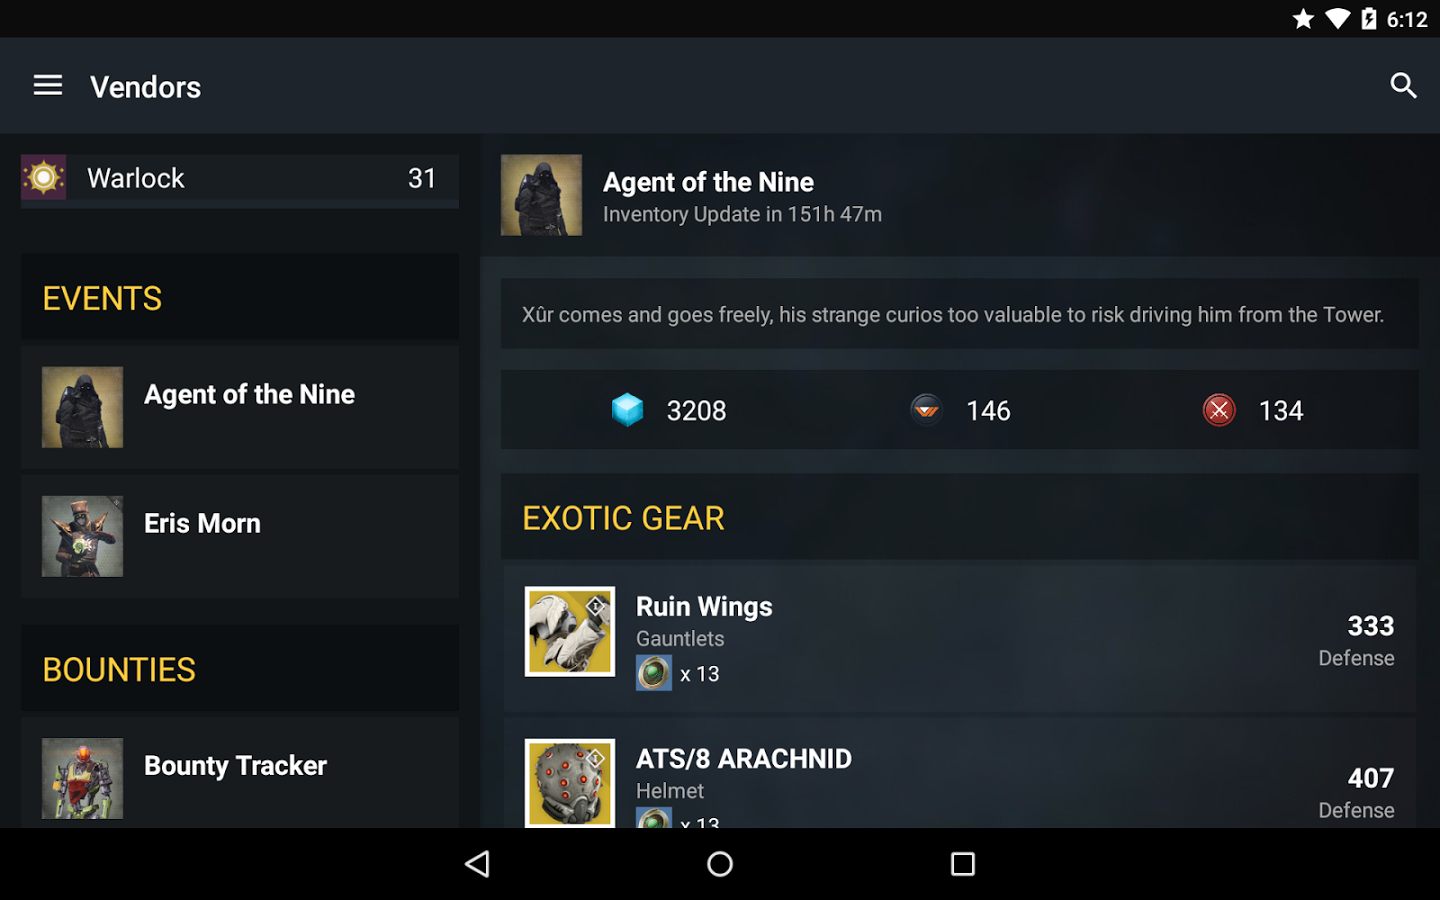 6:12
Vendors
Warlock 31
EVENTS
Agent of the Nine
Eris Morn
BOUNTIES
Bounty Tracker
Agent of the Nine
Inventory Update in 151h 47m
Xûr comes and goes freely, his strange curios too valuable to risk driving him from the Tower.
3208 146 134
EXOTIC GEAR
Ruin Wings
Gauntlets
x 13
333
Defense
ATS/8 ARACHNID
Helmet
x 13
407
Defense